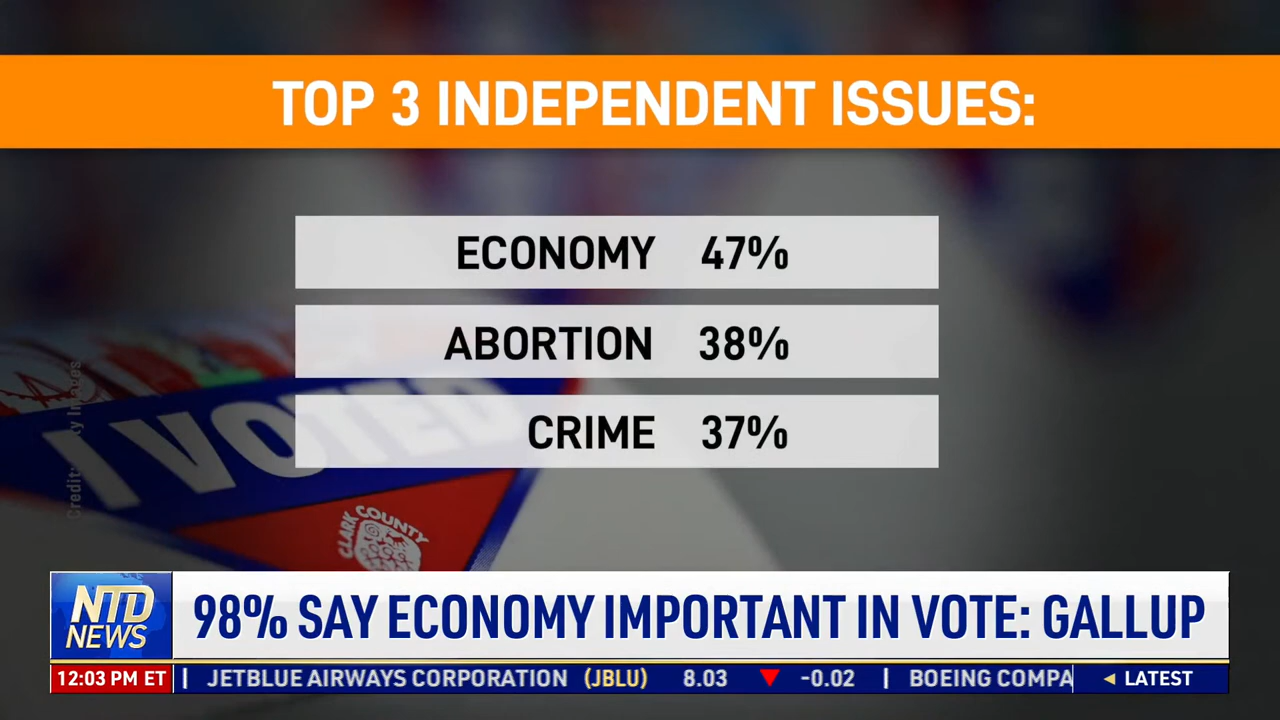 TOP 3 INDEPENDENT ISSUES:
ECONOMY 47%
ABORTION 38%
CRIME 37%
I VOTED
CLARK COUNTY
NTD
NEWS
98% SAY ECONOMY IMPORTANT IN VOTE: GALLUP
12:03 PM ET | JETBLUE AIRWAYS CORPORATION (JBLU) 8.03 ▼ -0.02 | BOEING COMPA ◄ LATEST